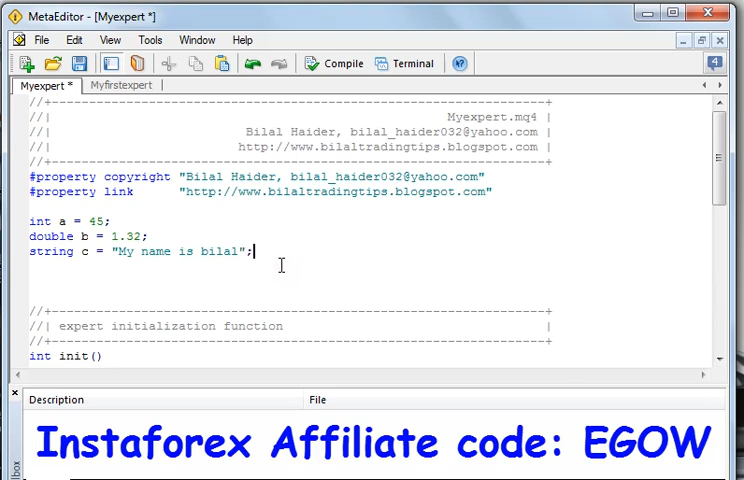 MetaEditor - [Myexpert *]
File Edit View Tools Window Help
Compile Terminal 4
Myexpert * Myfirstexpert
//+------------------------------------------------------------------+
//| Myexpert.mq4 |
//| Bilal Haider, bilal_haider032@yahoo.com |
//| http://www.bilaltradingtips.blogspot.com |
//+------------------------------------------------------------------+
#property copyright "Bilal Haider, bilal_haider032@yahoo.com"
#property link "http://www.bilaltradingtips.blogspot.com"
int a = 45;
double b = 1.32;
string c = "My name is bilal";
//+------------------------------------------------------------------+
//| expert initialization function |
//+------------------------------------------------------------------+
int init()
Description File
Instaforex Affiliate code: EGOW